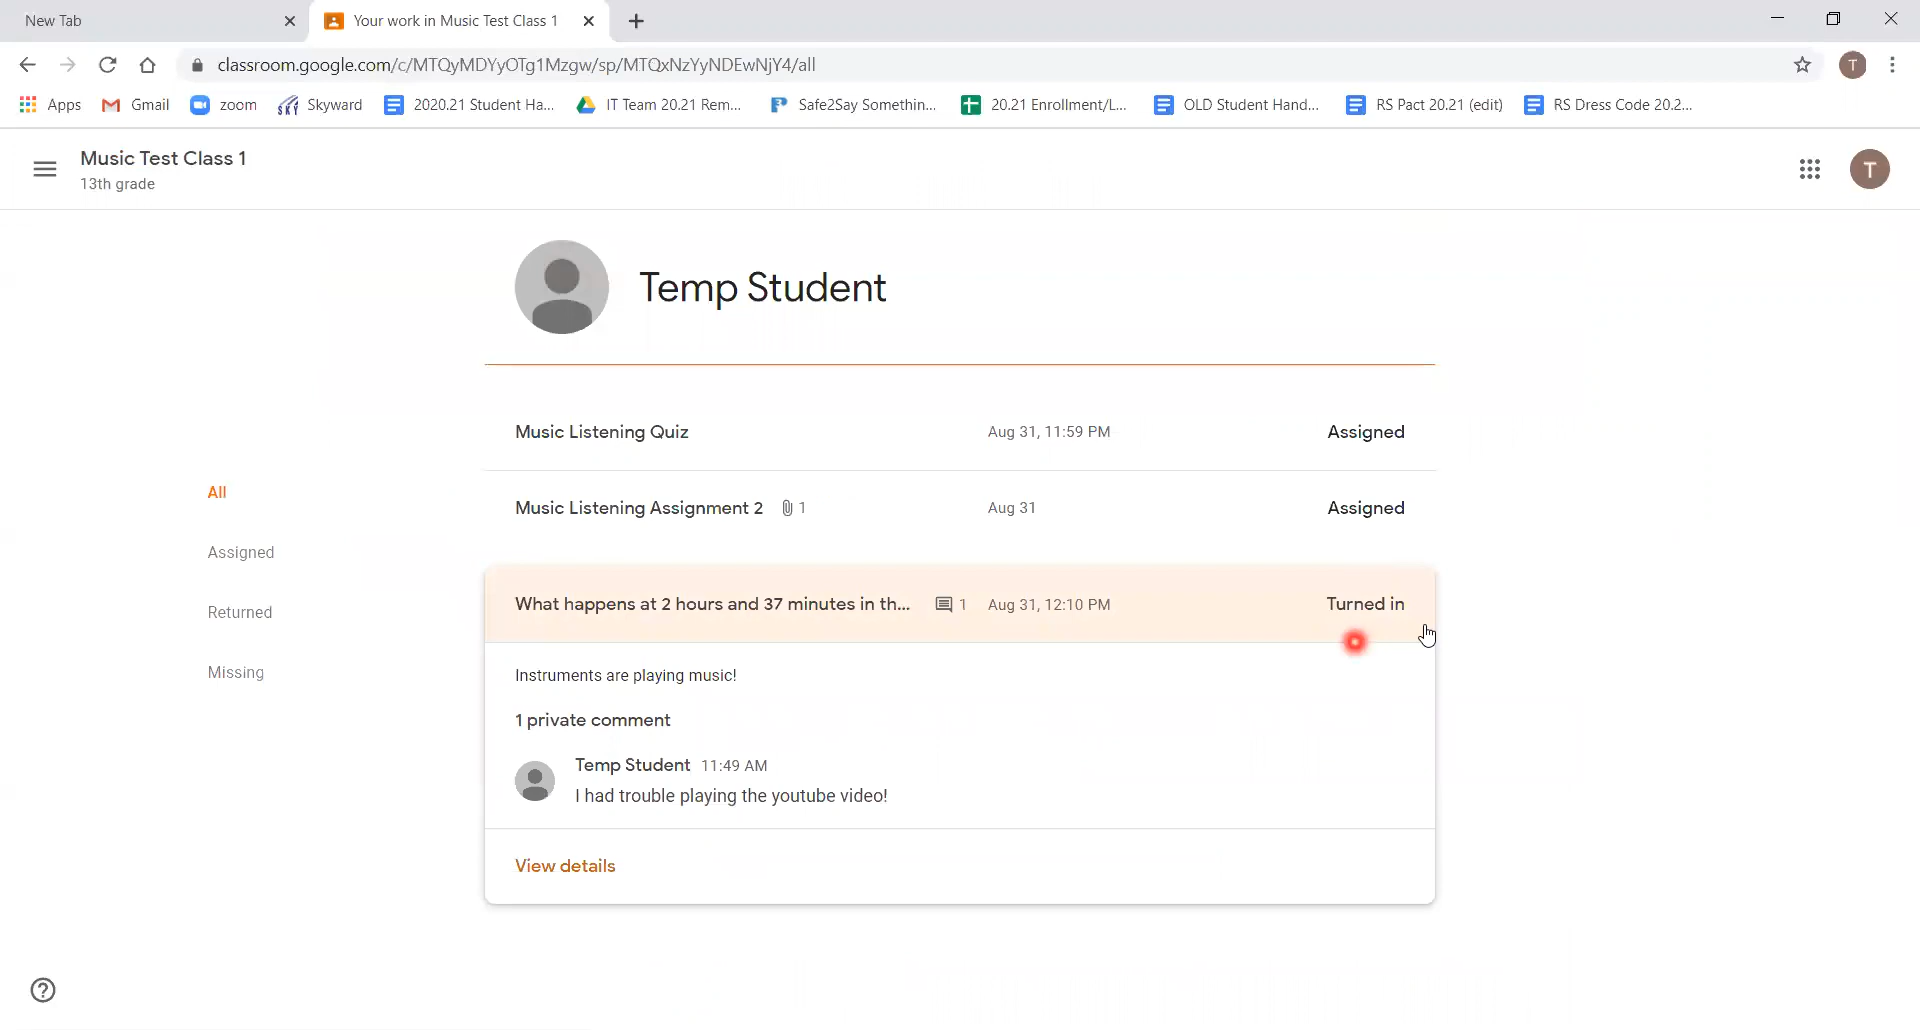 New Tab
Your work in Music Test Class 1
classroom.google.com/c/MTQyMDYyOTg1Mzgw/sp/MTQxNzYyNDEwNjY4/all
T
Apps Gmail zoom Skyward 2020.21 Student Ha... IT Team 20.21 Rem... Safe2Say Somethin... 20.21 Enrollment/L... OLD Student Hand... RS Pact 20.21 (edit) RS Dress Code 20.2...
Music Test Class 1
13th grade
T
Temp Student
Music Listening Quiz Aug 31, 11:59 PM Assigned
All
Music Listening Assignment 2 1 Aug 31 Assigned
Assigned
What happens at 2 hours and 37 minutes in th... 1 Aug 31, 12:10 PM Turned in
Returned
Missing
Instruments are playing music!
1 private comment
Temp Student 11:49 AM
I had trouble playing the youtube video!
View details